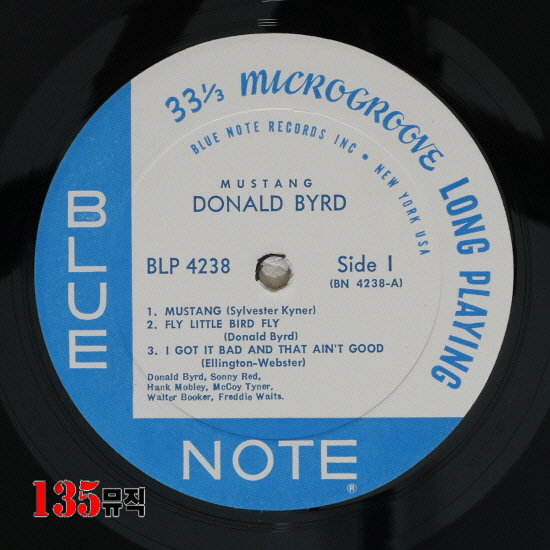 33⅓ MICROGROOVE LONG PLAYING
BLUE NOTE RECORDS INC • NEW YORK USA
MUSTANG
DONALD BYRD
BLP 4238
Side 1
(BN 4238-A)
1. MUSTANG (Sylvester Kyner)
2. FLY LITTLE BIRD FLY
(Donald Byrd)
3. I GOT IT BAD AND THAT AIN'T GOOD
(Ellington-Webster)
Donald Byrd, Sonny Red,
Hank Mobley, McCoy Tyner,
Walter Booker, Freddie Waits.
BLUE
NOTE®
135뮤직